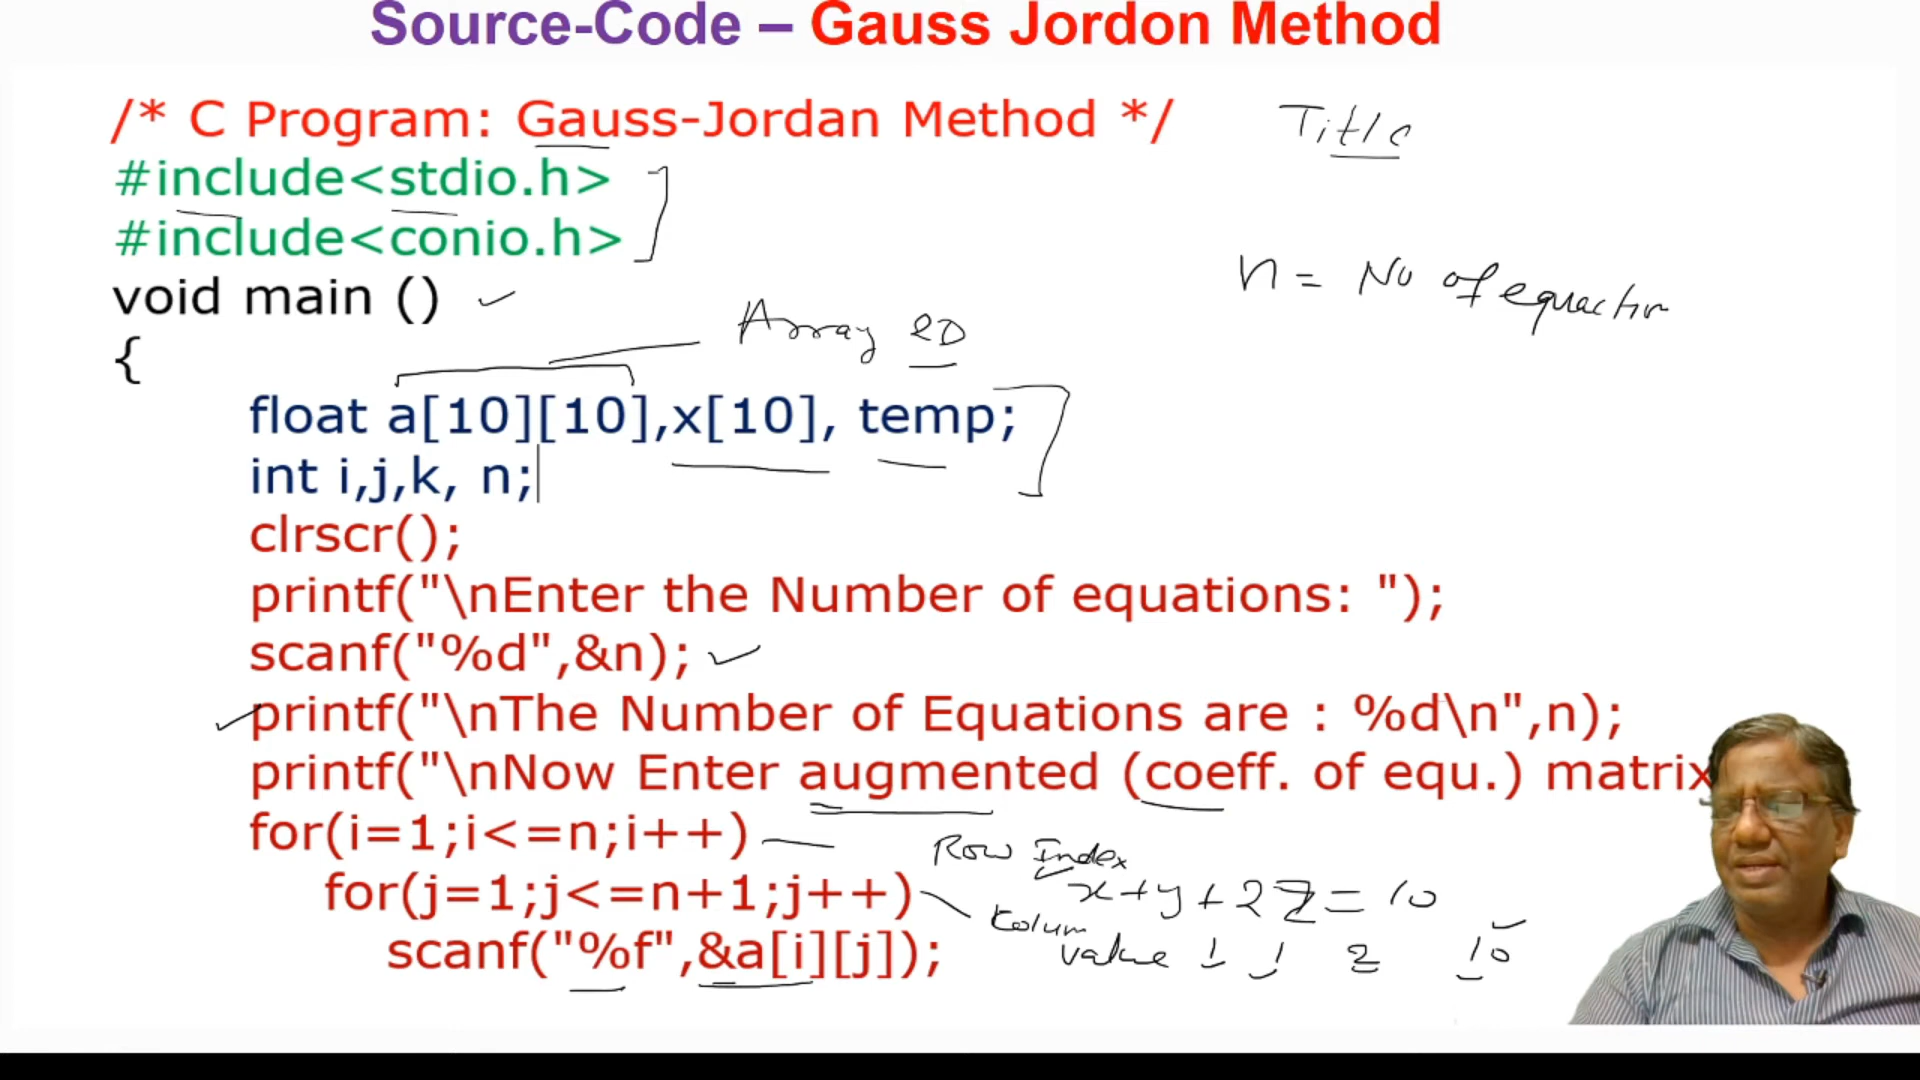 Source-Code – Gauss Jordon Method
/* C Program: Gauss-Jordan Method */
Title
#include<stdio.h>
#include<conio.h>
n = No of equaction
void main ()
Array 2D
{
float a[10][10],x[10], temp;
int i,j,k, n;
clrscr();
printf("\nEnter the Number of equations: ");
scanf("%d",&n);
printf("\nThe Number of Equations are : %d\n",n);
printf("\nNow Enter augmented (coeff. of equ.) matrix
for(i=1;i<=n;i++)
Row Index
for(j=1;j<=n+1;j++)
x+y+2z=10
Colum
scanf("%f",&a[i][j]);
value 1 1 2 10